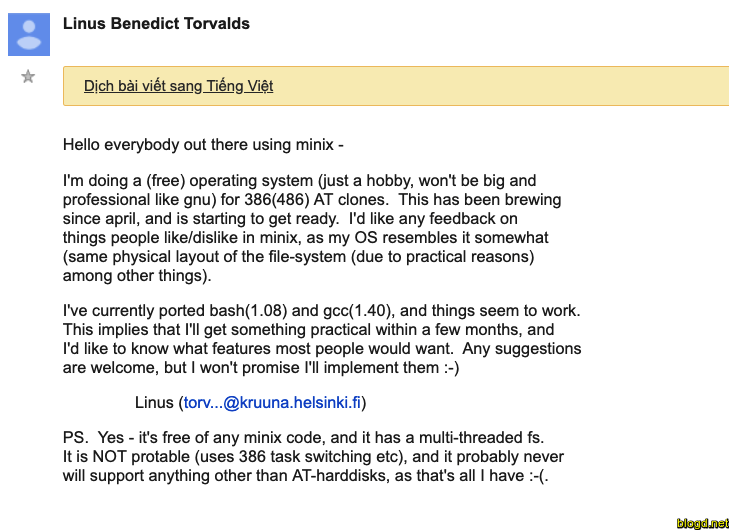 Linus Benedict Torvalds
Dịch bài viết sang Tiếng Việt
Hello everybody out there using minix -
I'm doing a (free) operating system (just a hobby, won't be big and
professional like gnu) for 386(486) AT clones.  This has been brewing
since april, and is starting to get ready.  I'd like any feedback on
things people like/dislike in minix, as my OS resembles it somewhat
(same physical layout of the file-system (due to practical reasons)
among other things).
I've currently ported bash(1.08) and gcc(1.40), and things seem to work.
This implies that I'll get something practical within a few months, and
I'd like to know what features most people would want.  Any suggestions
are welcome, but I won't promise I'll implement them :-)
Linus (torv...@kruuna.helsinki.fi)
PS.  Yes - it's free of any minix code, and it has a multi-threaded fs.
It is NOT protable (uses 386 task switching etc), and it probably never
will support anything other than AT-harddisks, as that's all I have :-(.
blogd.net